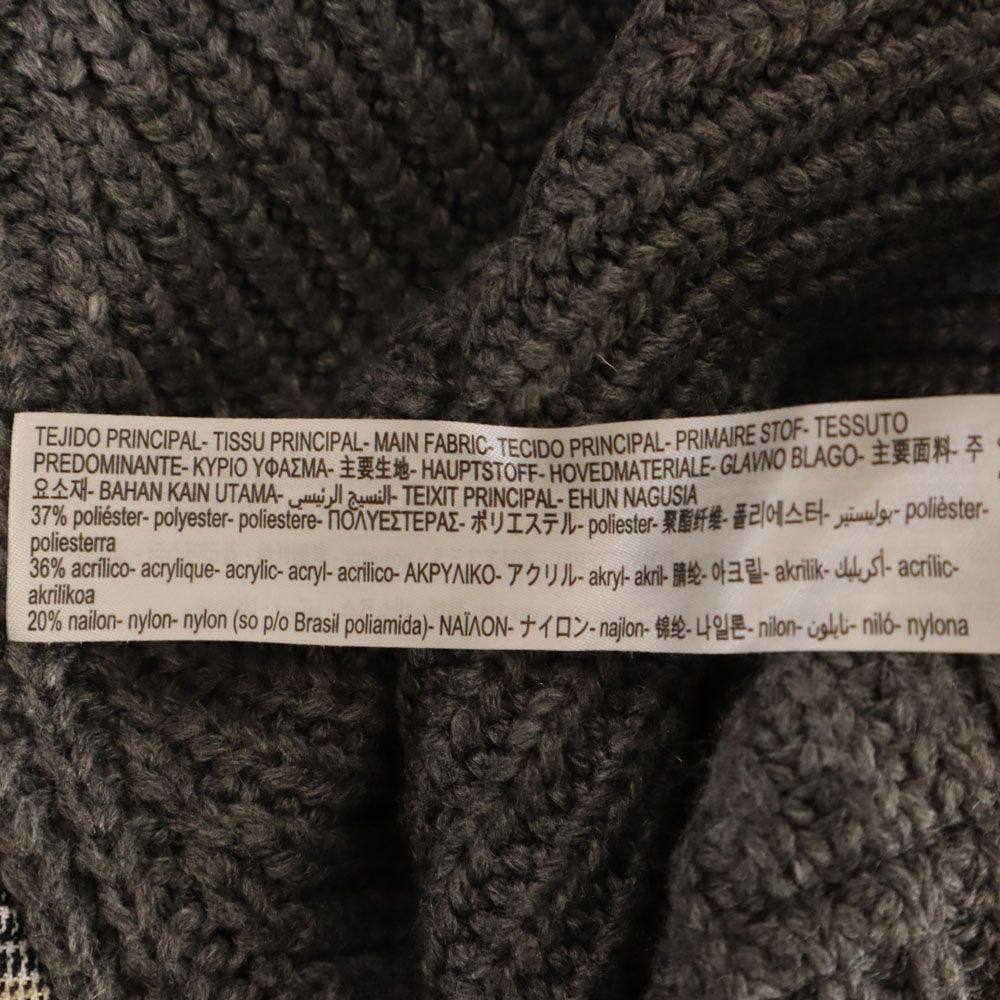 TEJIDO PRINCIPAL- TISSU PRINCIPAL- MAIN FABRIC- TECIDO PRINCIPAL- PRIMAIRE STOF- TESSUTO
PREDOMINANTE- ΚΥΡΙΟ ΥΦΑΣΜΑ- 主要生地- HAUPTSTOFF- HOVEDMATERIALE- GLAVNO BLAGO- 主要面料- 주
요소재- BAHAN KAIN UTAMA- النسيج الرئيسي- TEIXIT PRINCIPAL- EHUN NAGUSIA
37% poliéster- polyester- poliestere- ΠΟΛΥΕΣΤΕΡΑΣ- ポリエステル- poliester- 聚酯纤维- 폴리에스터- بوليستير- polièster-
poliesterra
36% acrílico- acrylique- acrylic- acryl- acrilico- ΑΚΡΥΛΙΚΟ- アクリル- akryl- akril- 腈纶- 아크릴- akrilik- أكريليك- acrílic-
akrilikoa
20% nailon- nylon- nylon (so p/o Brasil poliamida)- ΝΑΪΛΟΝ- ナイロン- najlon- 锦纶- 나일론- nilon- نايلون- niló- nylona